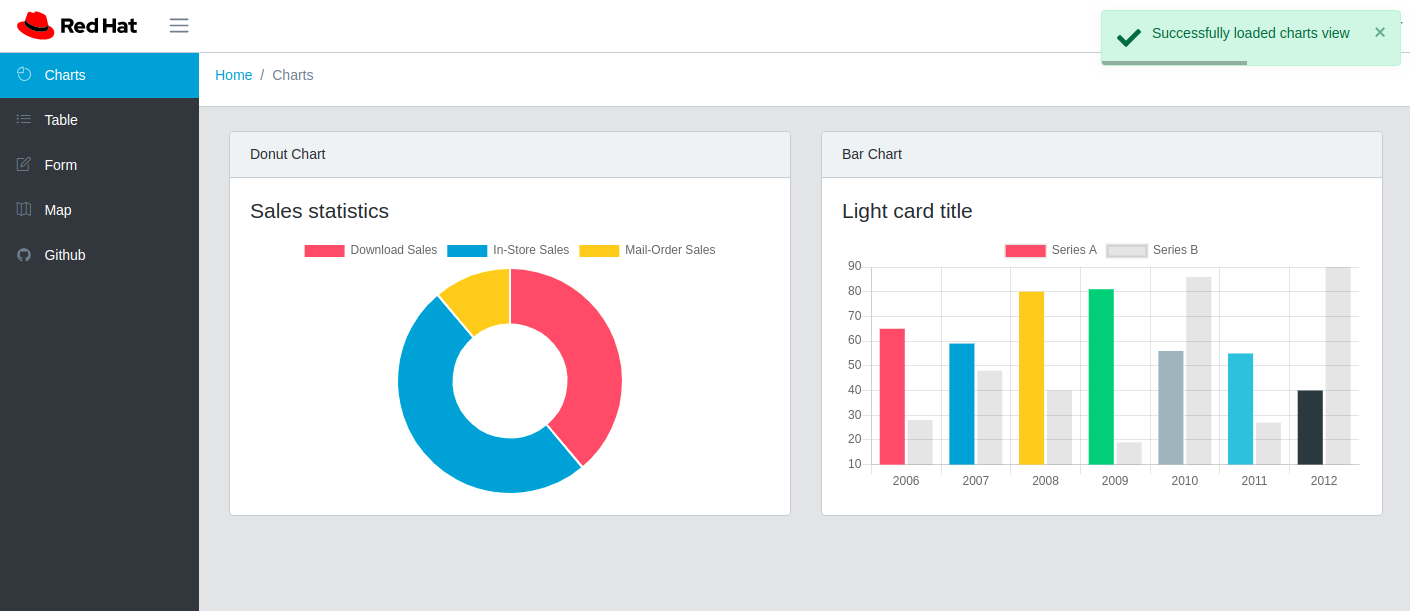 Red Hat
Successfully loaded charts view ×
Charts
Table
Form
Map
Github
Home / Charts
Donut Chart
Sales statistics
Download Sales In-Store Sales Mail-Order Sales
Bar Chart
Light card title
Series A Series B
90
80
70
60
50
40
30
20
10
2006 2007 2008 2009 2010 2011 2012